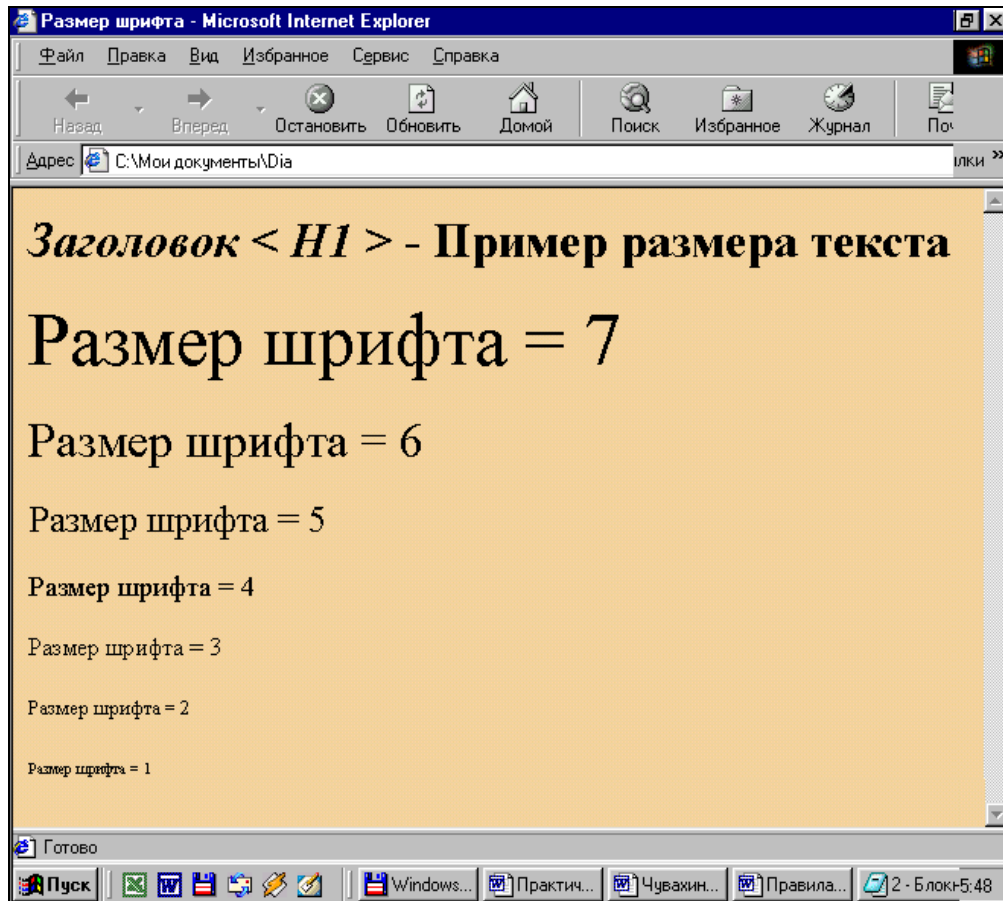 Размер шрифта - Microsoft Internet Explorer
Файл Правка Вид Избранное Сервис Справка
Назад Вперед Остановить Обновить Домой Поиск Избранное Журнал
Адрес C:\Мои документы\Dia
Заголовок < H1 > - Пример размера текста
Размер шрифта = 7
Размер шрифта = 6
Размер шрифта = 5
Размер шрифта = 4
Размер шрифта = 3
Размер шрифта = 2
Размер шрифта = 1
Готово
Пуск Windows... Практич... Чувахин... Правила... 2 - Блокн 5:48